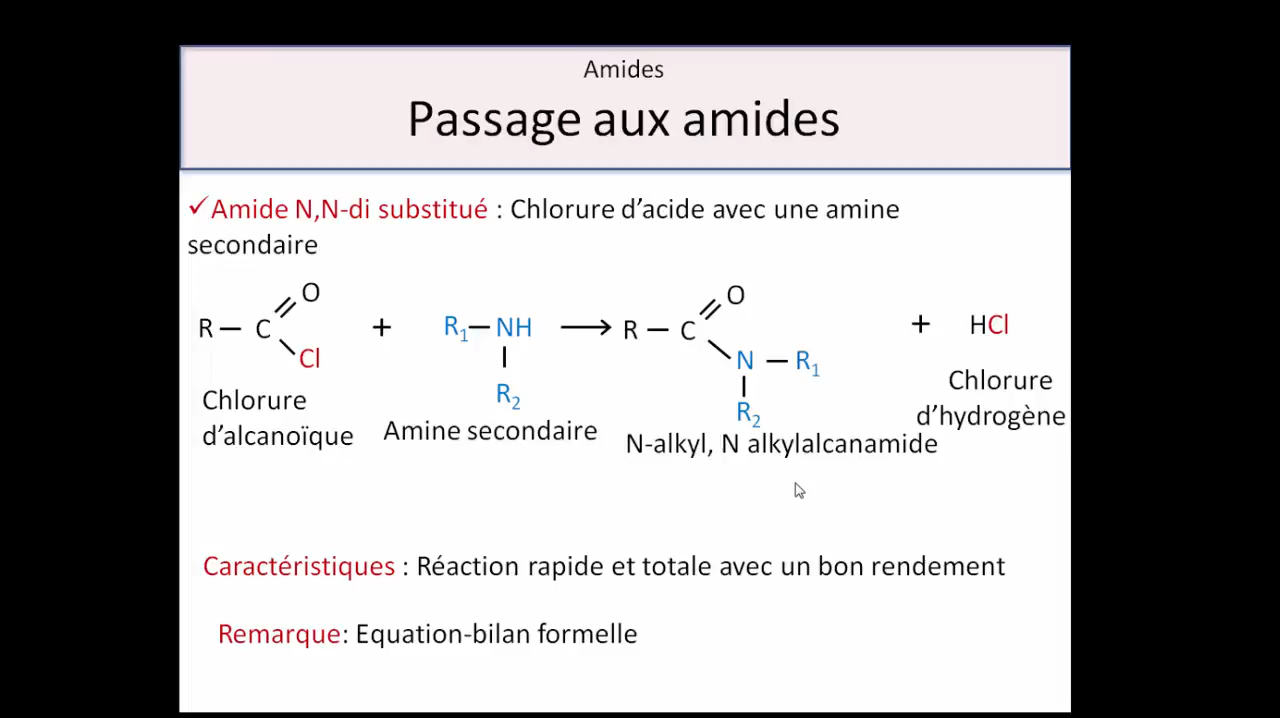 Amides
Passage aux amides
✓Amide N,N-di substitué : Chlorure d’acide avec une amine
secondaire
O O
R – C + R₁–NH ⟶ R – C + HCl
Cl N – R₁
R₂ R₂
Chlorure
d’alcanoïque
Amine secondaire
N-alkyl, N alkylalcanamide
Chlorure
d’hydrogène
Caractéristiques : Réaction rapide et totale avec un bon rendement
Remarque: Equation-bilan formelle